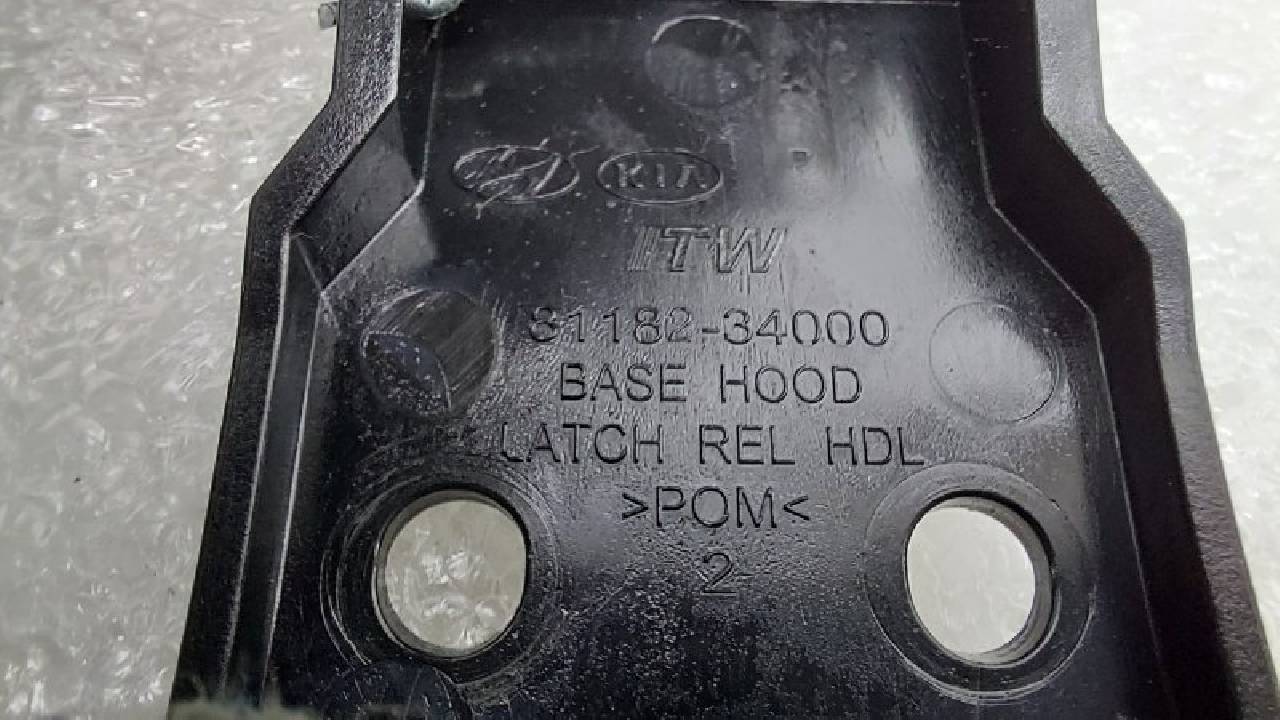 KIA
ITW
81182-34000
BASE HOOD
LATCH REL HDL
>POM<
2